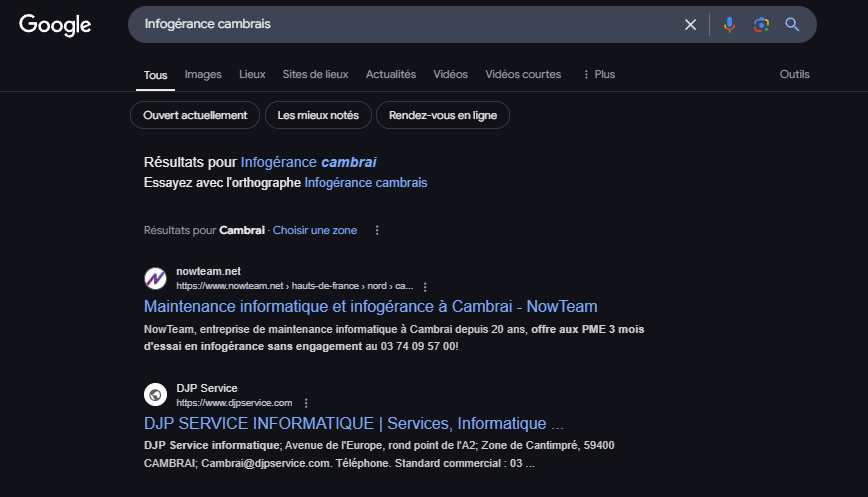 Google
Infogérance cambrais
Tous Images Lieux Sites de lieux Actualités Vidéos Vidéos courtes Plus Outils
Ouvert actuellement Les mieux notés Rendez-vous en ligne
Résultats pour Infogérance cambrai
Essayez avec l'orthographe Infogérance cambrais
Résultats pour Cambrai · Choisir une zone
nowteam.net
https://www.nowteam.net › hauts-de-france › nord › ca...
Maintenance informatique et infogérance à Cambrai - NowTeam
NowTeam, entreprise de maintenance informatique à Cambrai depuis 20 ans, offre aux PME 3 mois
d'essai en infogérance sans engagement au 03 74 09 57 00!
DJP Service
https://www.djpservice.com
DJP SERVICE INFORMATIQUE | Services, Informatique ...
DJP Service informatique; Avenue de l'Europe, rond point de l'A2; Zone de Cantimpré, 59400
CAMBRAI; Cambrai@djpservice.com. Téléphone. Standard commercial : 03 ...